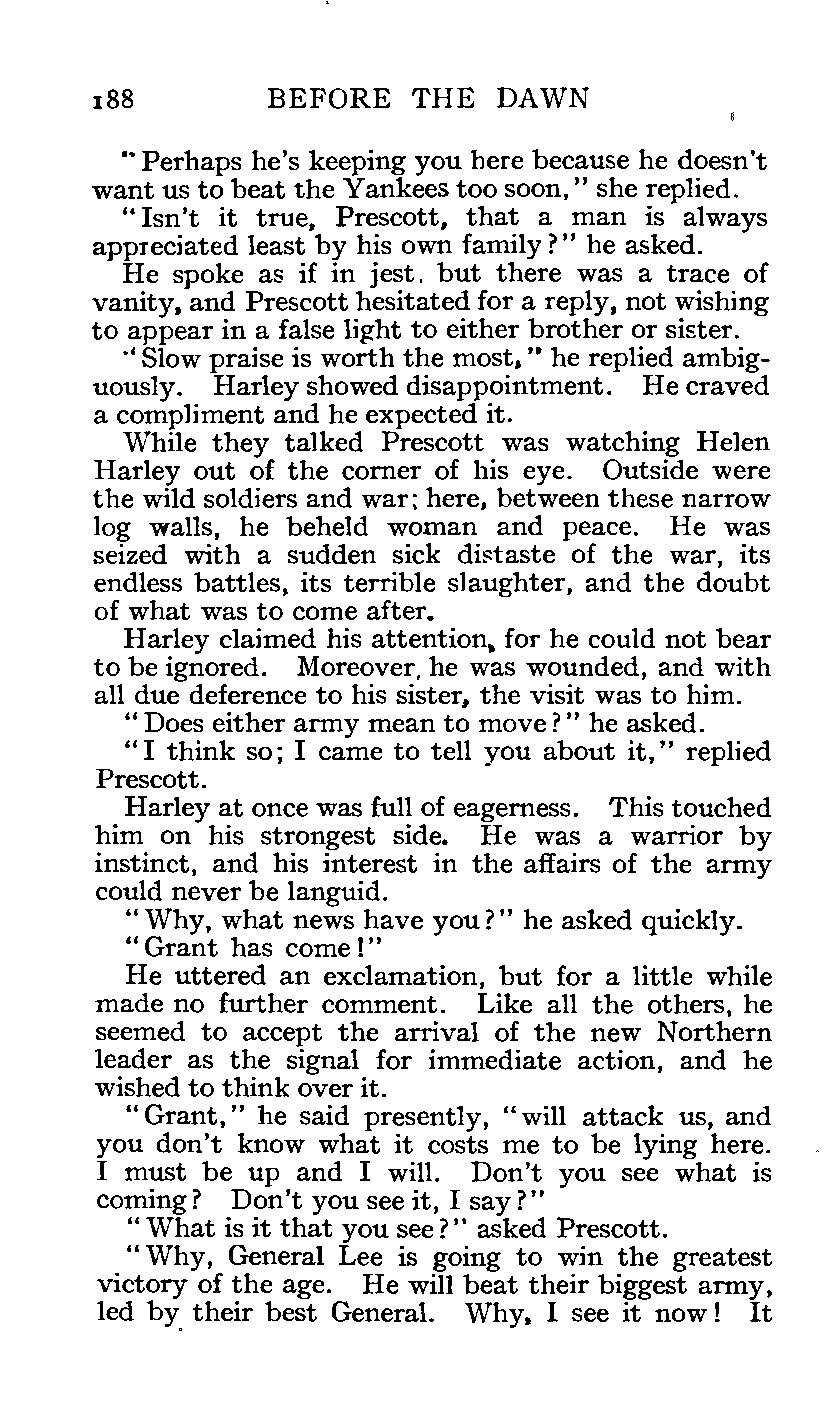 188 BEFORE THE DAWN
"Perhaps he's keeping you here because he doesn't
want us to beat the Yankees too soon," she replied.
"Isn't it true, Prescott, that a man is always
appreciated least by his own family?" he asked.
He spoke as if in jest, but there was a trace of
vanity, and Prescott hesitated for a reply, not wishing
to appear in a false light to either brother or sister.
"Slow praise is worth the most," he replied ambig-
uously. Harley showed disappointment. He craved
a compliment and he expected it.
While they talked Prescott was watching Helen
Harley out of the corner of his eye. Outside were
the wild soldiers and war; here, between these narrow
log walls, he beheld woman and peace. He was
seized with a sudden sick distaste of the war, its
endless battles, its terrible slaughter, and the doubt
of what was to come after.
Harley claimed his attention, for he could not bear
to be ignored. Moreover, he was wounded, and with
all due deference to his sister, the visit was to him.
"Does either army mean to move?" he asked.
"I think so; I came to tell you about it," replied
Prescott.
Harley at once was full of eagerness. This touched
him on his strongest side. He was a warrior by
instinct, and his interest in the affairs of the army
could never be languid.
"Why, what news have you?" he asked quickly.
"Grant has come!"
He uttered an exclamation, but for a little while
made no further comment. Like all the others, he
seemed to accept the arrival of the new Northern
leader as the signal for immediate action, and he
wished to think over it.
"Grant," he said presently, "will attack us, and
you don't know what it costs me to be lying here.
I must be up and I will. Don't you see what is
coming? Don't you see it, I say?"
"What is it that you see?" asked Prescott.
"Why, General Lee is going to win the greatest
victory of the age. He will beat their biggest army,
led by their best General. Why, I see it now! It